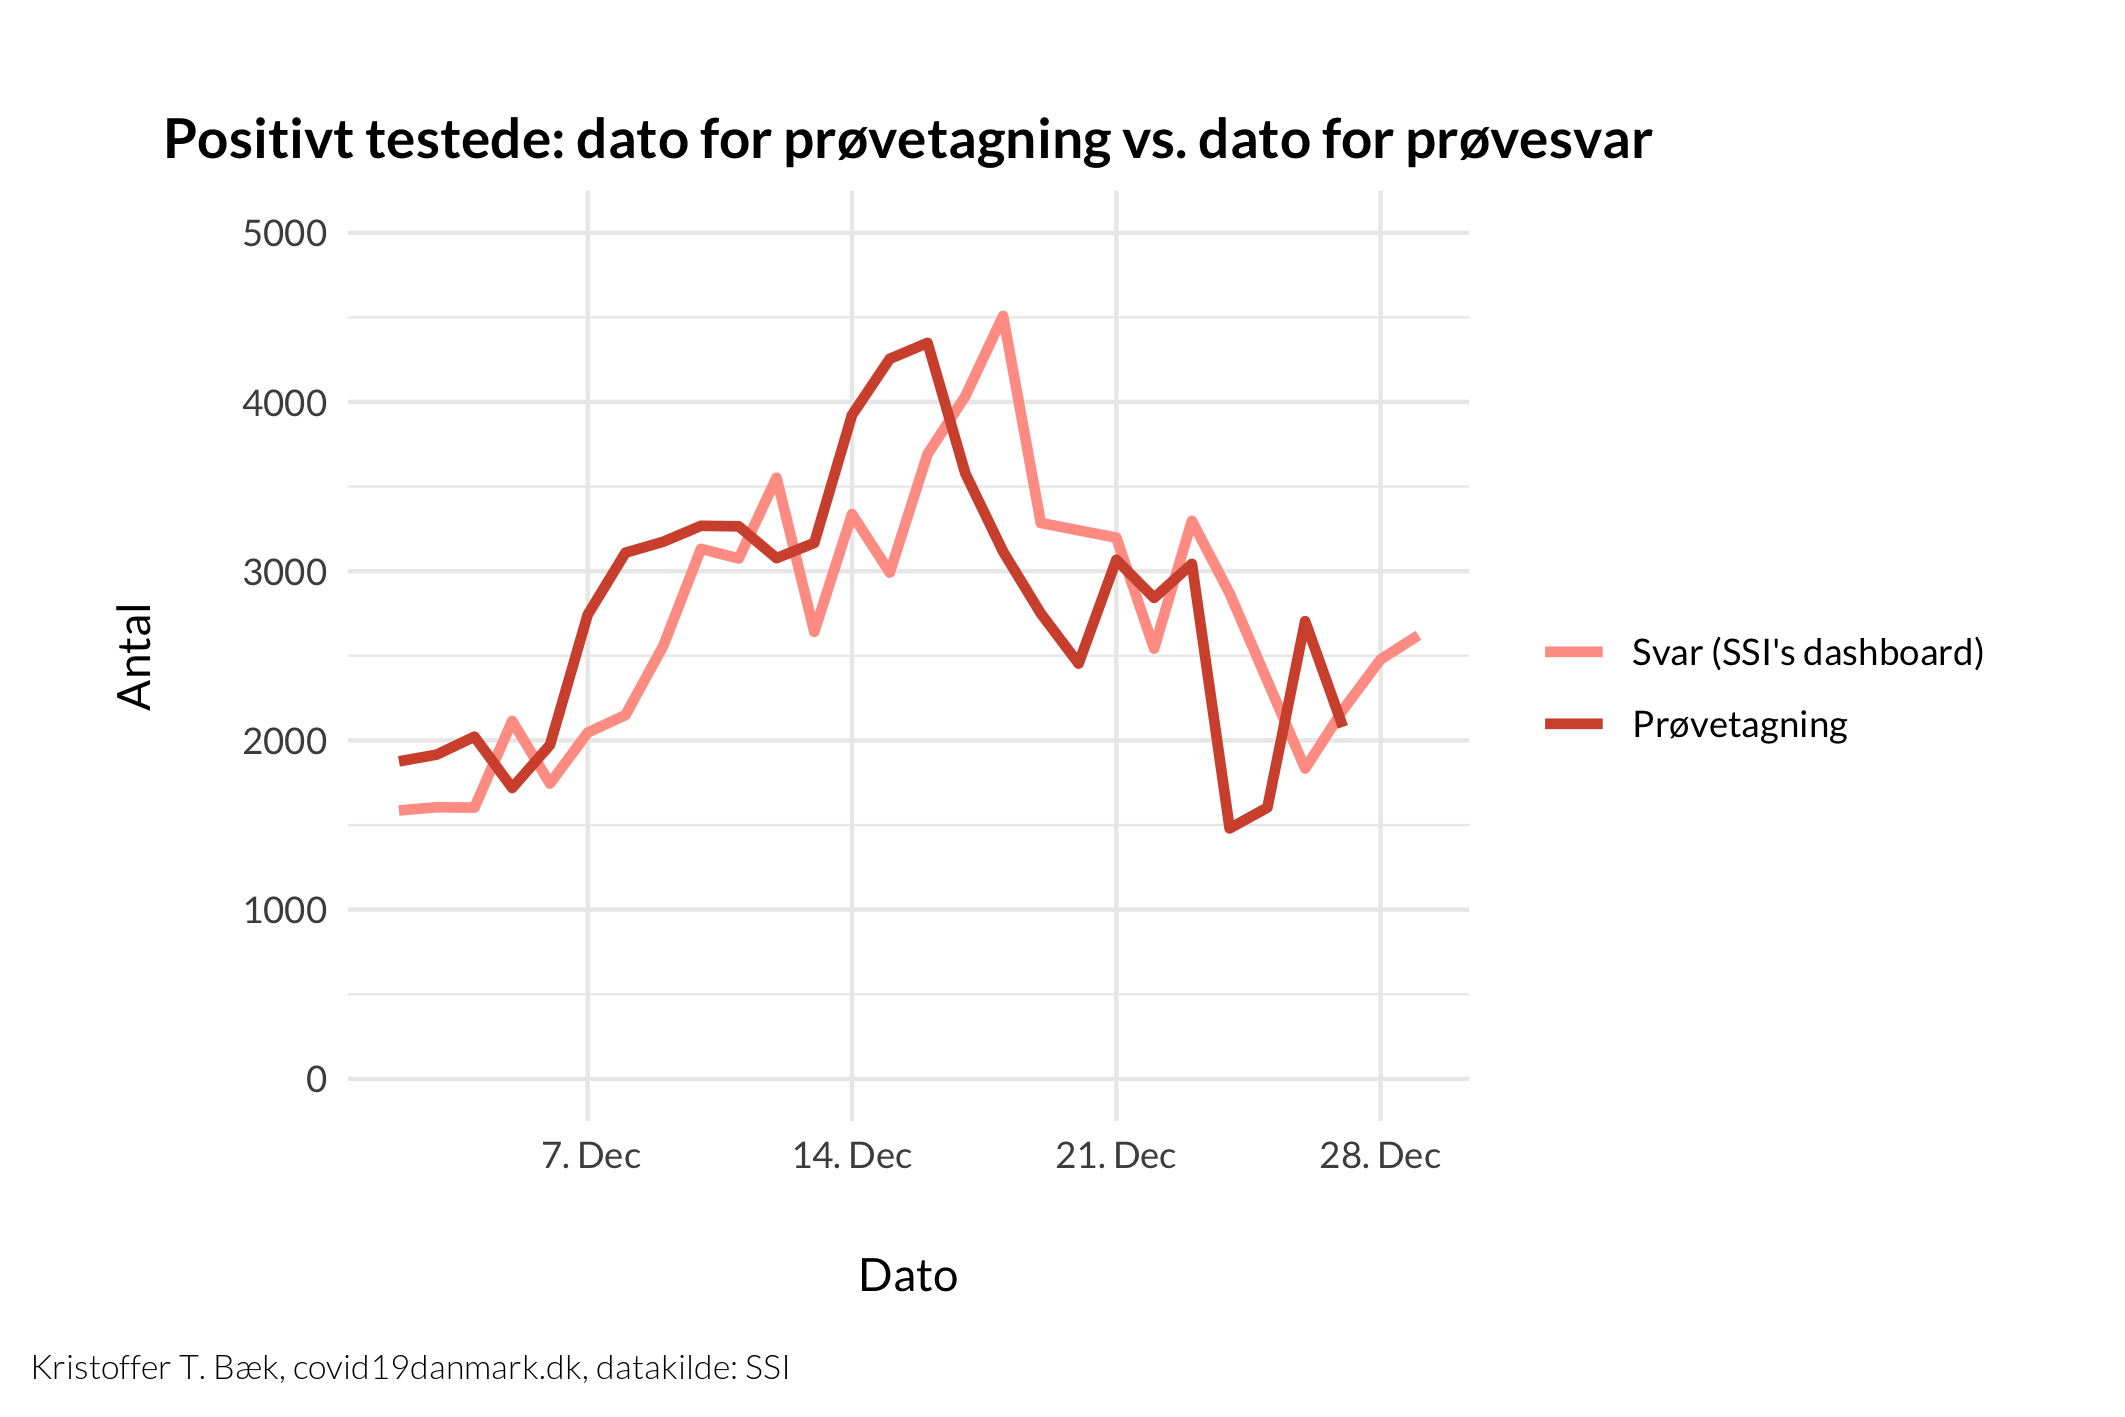 Positivt testede: dato for prøvetagning vs. dato for prøvesvar
5000
4000
3000
2000
1000
0
Antal
7. Dec
14. Dec
21. Dec
28. Dec
Dato
Svar (SSI's dashboard)
Prøvetagning
Kristoffer T. Bæk, covid19danmark.dk, datakilde: SSI